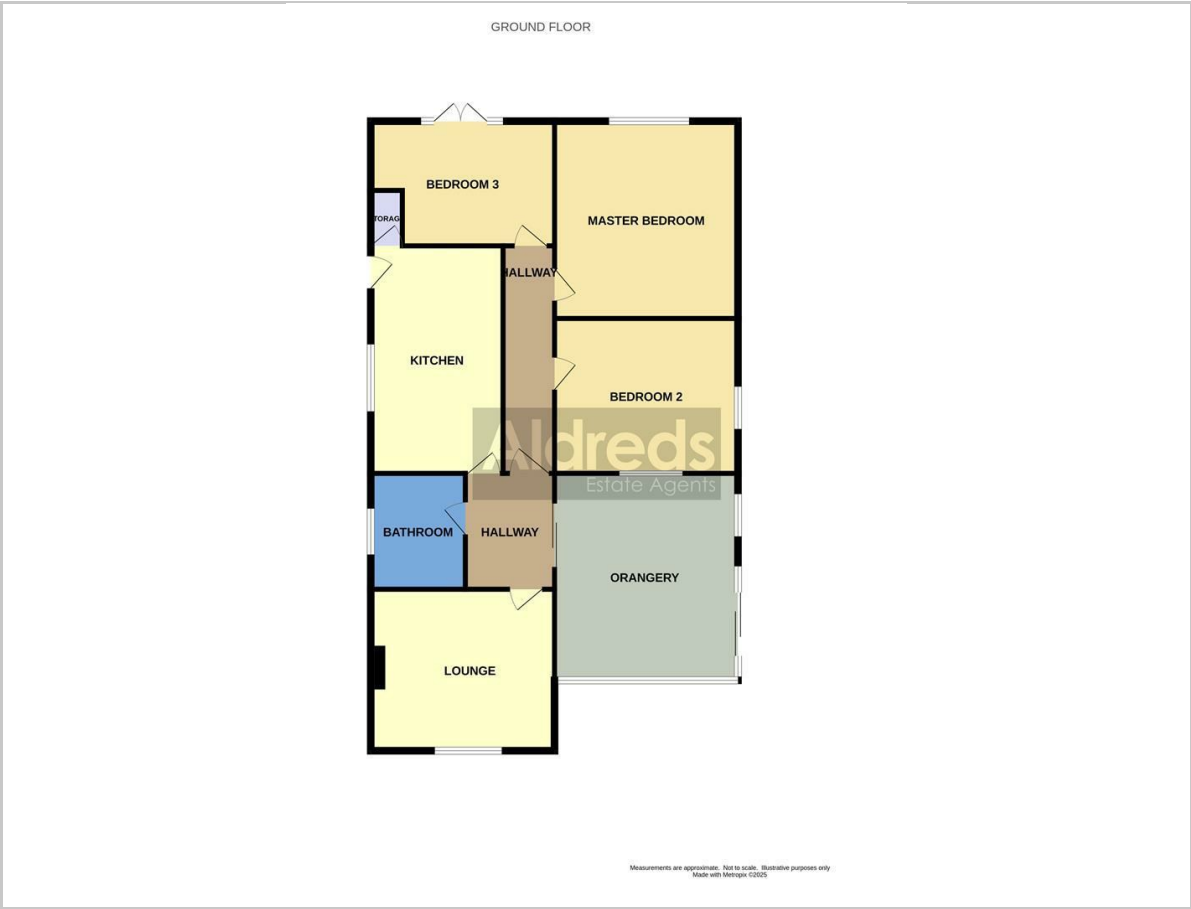 GROUND FLOOR
BEDROOM 3
MASTER BEDROOM
TORAG
HALLWAY
KITCHEN
BEDROOM 2
Aldreds
Estate Agents
BATHROOM
HALLWAY
ORANGERY
LOUNGE
Measurements are approximate. Not to scale. Illustrative purposes only
Made with Metropix ©2025